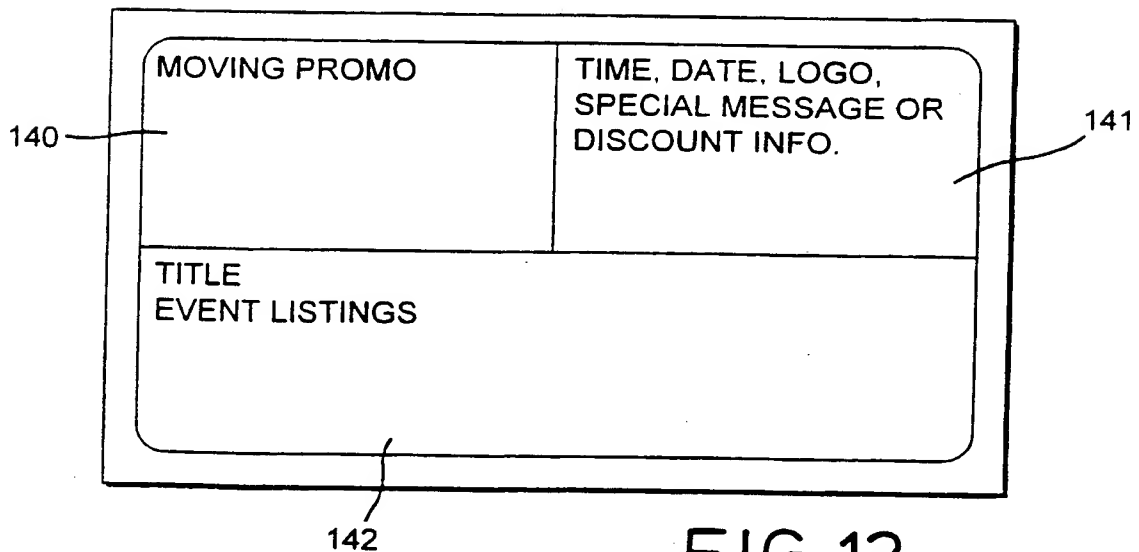 MOVING PROMO
TIME, DATE, LOGO,
SPECIAL MESSAGE OR
DISCOUNT INFO.
140
141
TITLE
EVENT LISTINGS
142